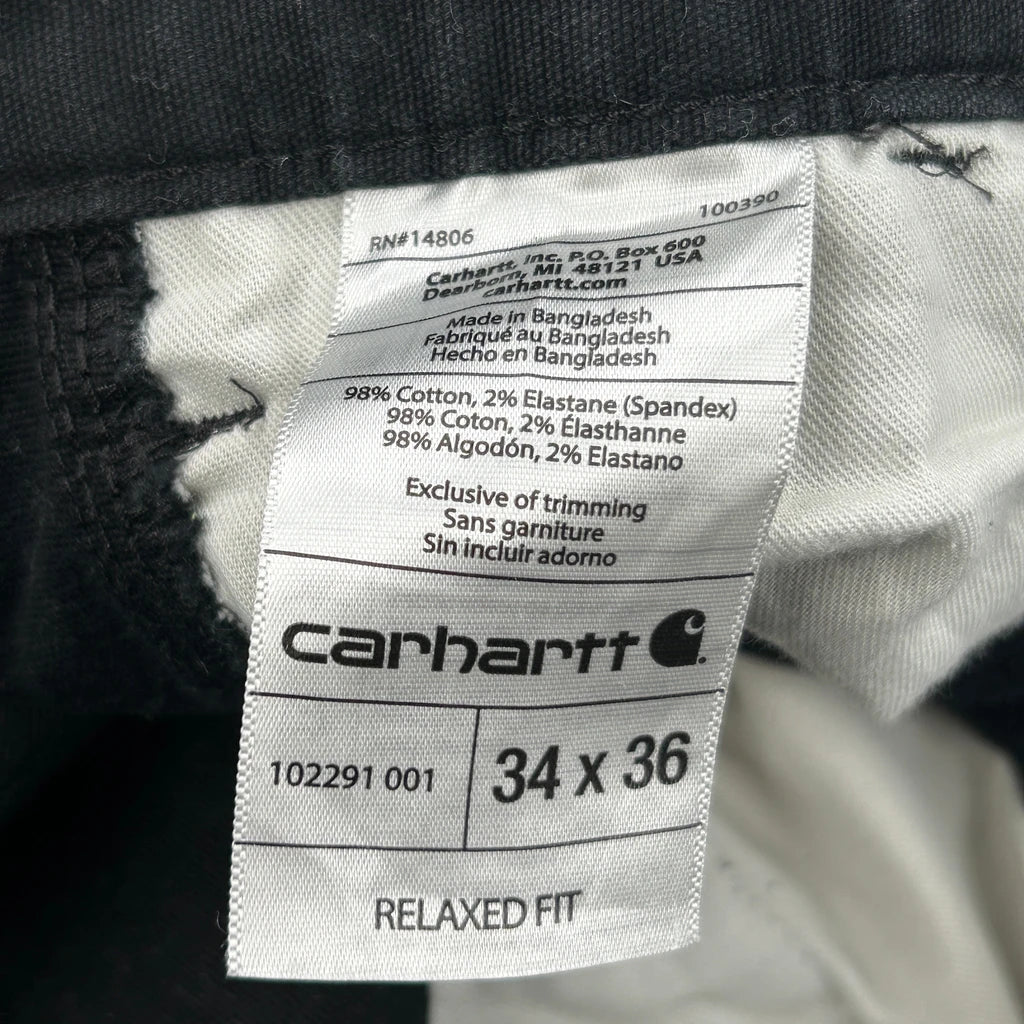 RN#14806 100390
Carhartt, Inc. P.O. Box 600
Dearborn, MI 48121 USA
carhartt.com
Made in Bangladesh
Fabriqué au Bangladesh
Hecho en Bangladesh
98% Cotton, 2% Elastane (Spandex)
98% Coton, 2% Élasthanne
98% Algodón, 2% Elastano
Exclusive of trimming
Sans garniture
Sin incluir adorno
carhartt
102291 001
34 x 36
RELAXED FIT